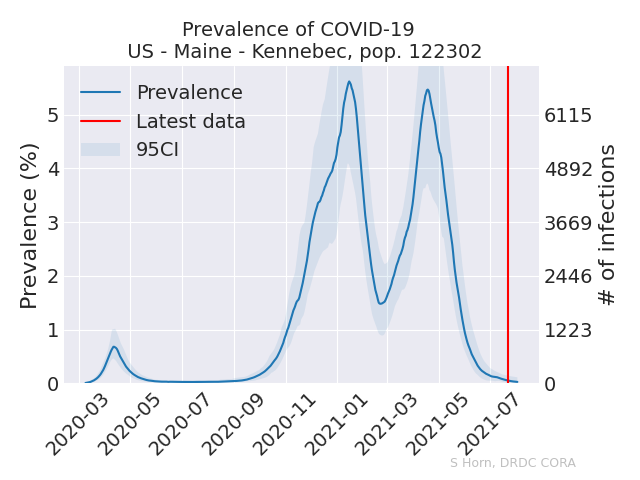 Prevalence of COVID-19
US - Maine - Kennebec, pop. 122302
Prevalence
Latest data
95CI
Prevalence (%)
5
4
3
2
1
0
6115
4892
3669
2446
1223
0
# of infections
2020-03
2020-05
2020-07
2020-09
2020-11
2021-01
2021-03
2021-05
2021-07
S Horn, DRDC CORA